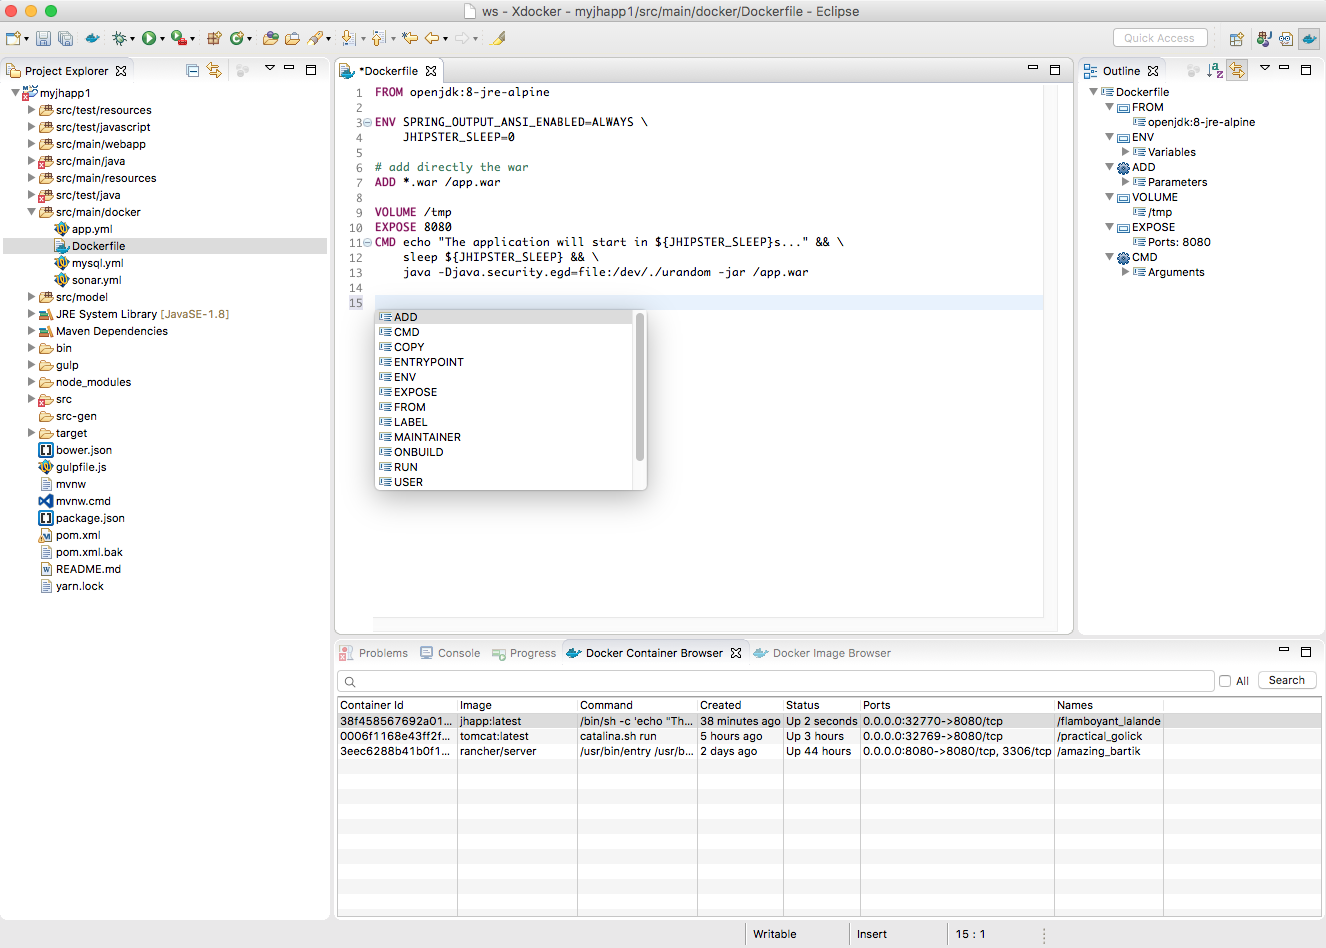 ws - Xdocker - myjhapp1/src/main/docker/Dockerfile - Eclipse
Quick Access
Project Explorer
myjhapp1
src/test/resources
src/test/javascript
src/main/webapp
src/main/java
src/main/resources
src/test/java
src/main/docker
app.yml
Dockerfile
mysql.yml
sonar.yml
src/model
JRE System Library [JavaSE-1.8]
Maven Dependencies
bin
gulp
node_modules
src
src-gen
target
bower.json
gulpfile.js
mvnw
mvnw.cmd
package.json
pom.xml
pom.xml.bak
README.md
yarn.lock
*Dockerfile
1 FROM openjdk:8-jre-alpine
2
3 ENV SPRING_OUTPUT_ANSI_ENABLED=ALWAYS \
4 JHIPSTER_SLEEP=0
5
6 # add directly the war
7 ADD *.war /app.war
8
9 VOLUME /tmp
10 EXPOSE 8080
11 CMD echo "The application will start in ${JHIPSTER_SLEEP}s..." && \
12 sleep ${JHIPSTER_SLEEP} && \
13 java -Djava.security.egd=file:/dev/./urandom -jar /app.war
14
15
ADD
CMD
COPY
ENTRYPOINT
ENV
EXPOSE
FROM
LABEL
MAINTAINER
ONBUILD
RUN
USER
Outline
Dockerfile
FROM
openjdk:8-jre-alpine
ENV
Variables
ADD
Parameters
VOLUME
/tmp
EXPOSE
Ports: 8080
CMD
Arguments
Problems Console Progress Docker Container Browser Docker Image Browser
All Search
Container Id Image Command Created Status Ports Names
38f458567692a01... jhapp:latest /bin/sh -c 'echo "Th... 38 minutes ago Up 2 seconds 0.0.0.0:32770->8080/tcp /flamboyant_lalande
0006f1168e43ff2f... tomcat:latest catalina.sh run 5 hours ago Up 3 hours 0.0.0.0:32769->8080/tcp /practical_golick
3eec6288b41b0f1... rancher/server /usr/bin/entry /usr/b... 2 days ago Up 44 hours 0.0.0.0:8080->8080/tcp, 3306/tcp /amazing_bartik
Writable Insert 15 : 1